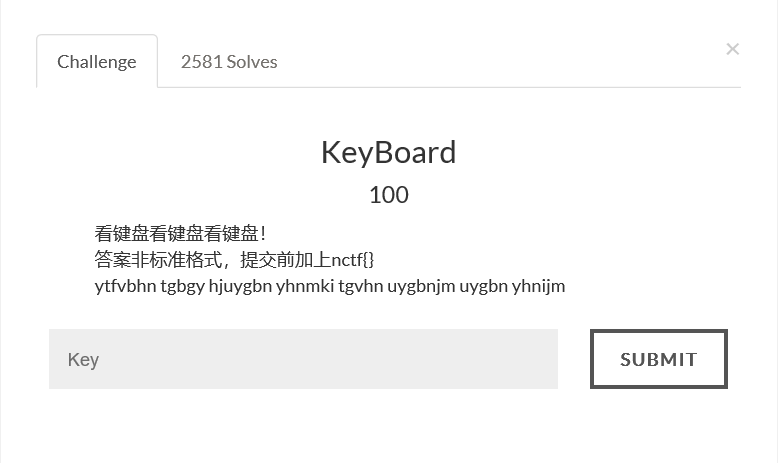 Challenge
2581 Solves
×
KeyBoard
100
看键盘看键盘看键盘！
答案非标准格式，提交前加上nctf{}
ytfvbhn tgbgy hjuygbn yhnmki tgvhn uygbnjm uygbn yhnijm
Key
SUBMIT